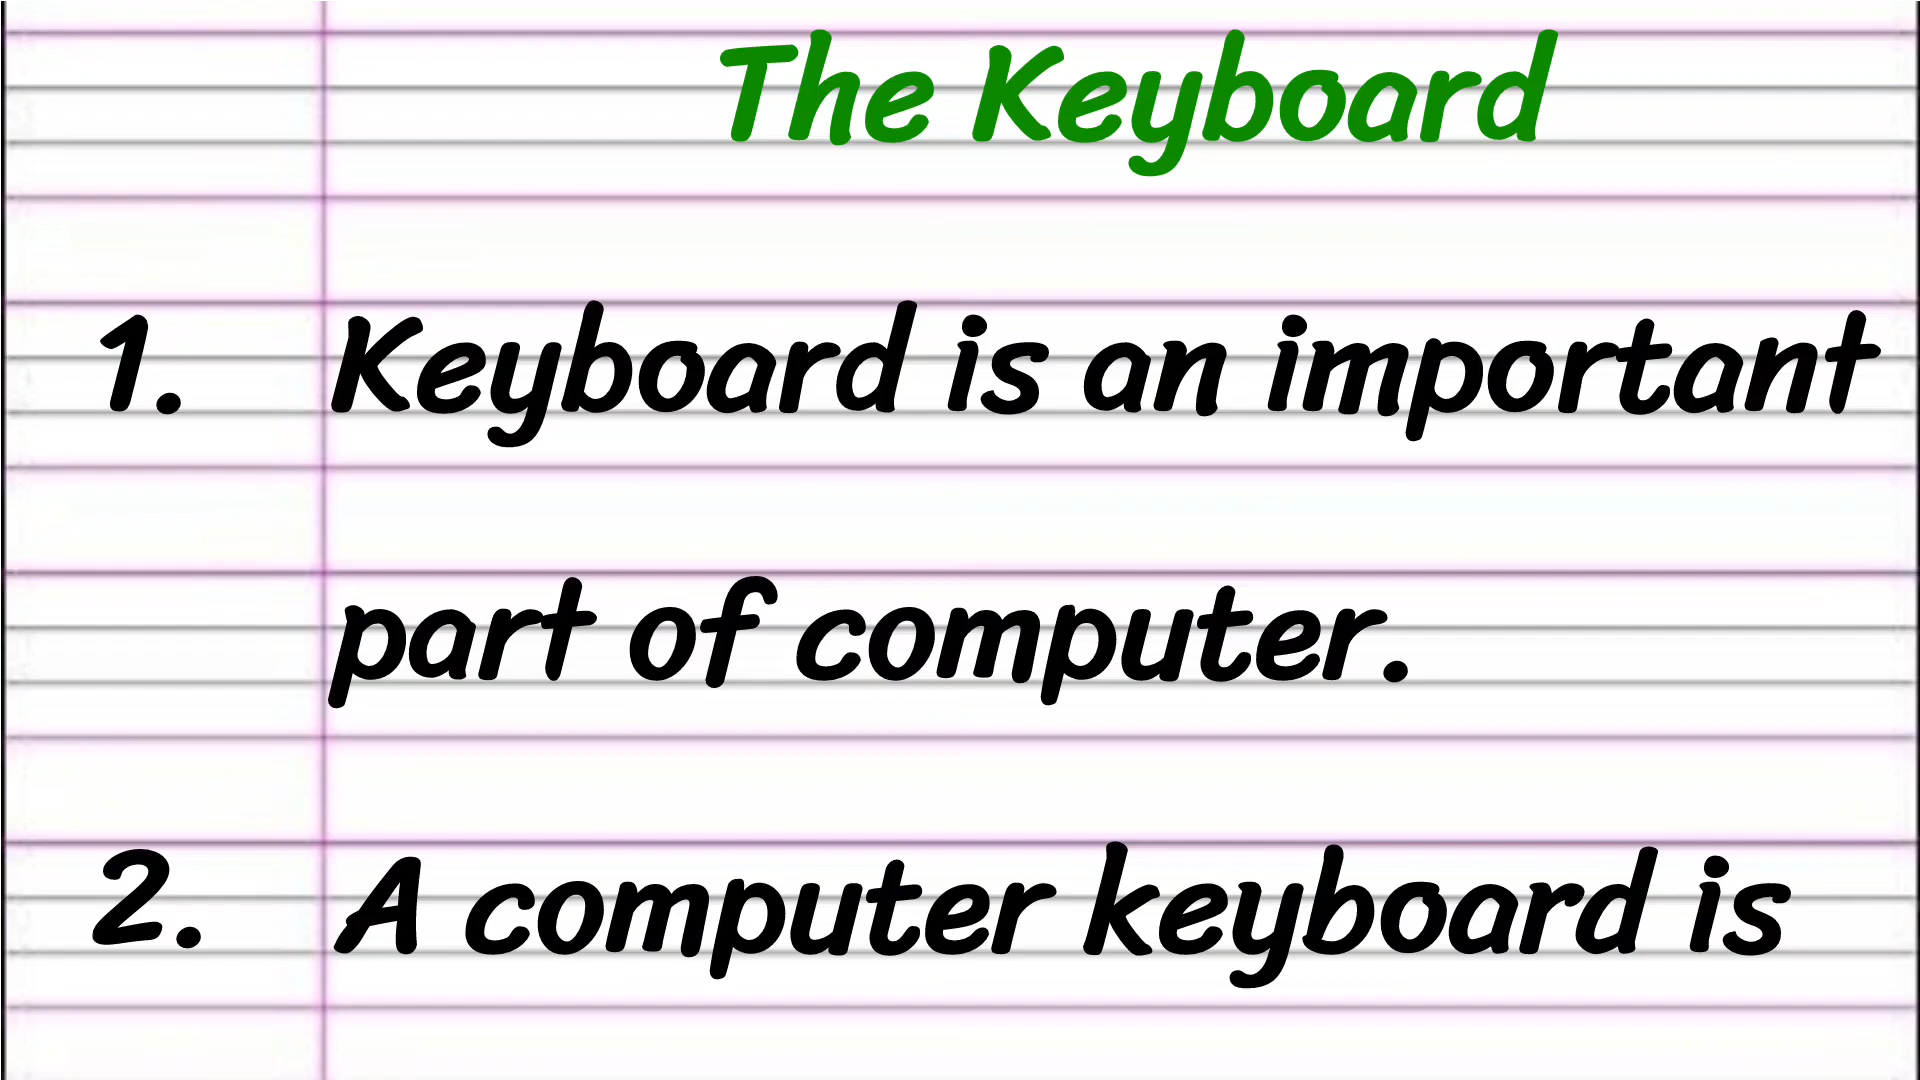 The Keyboard
1. Keyboard is an important
part of computer.
2. A computer keyboard is